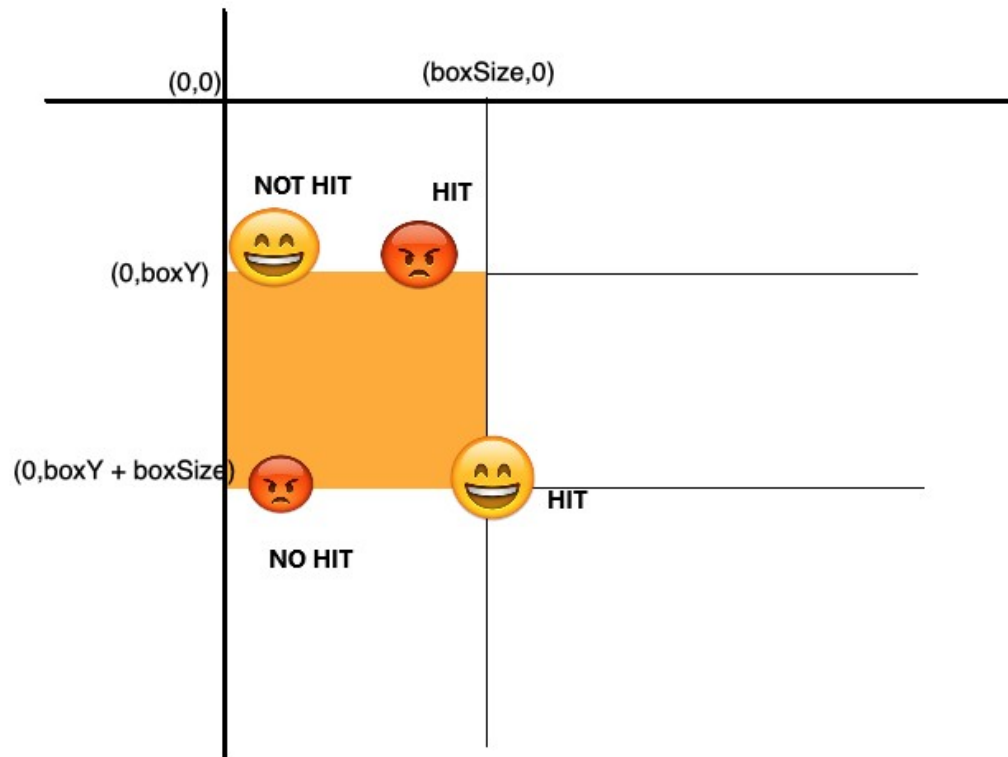 (boxSize,0)
(0,0)
NOT HIT
HIT
(0,boxY)
(0,boxY + boxSize)
HIT
NO HIT